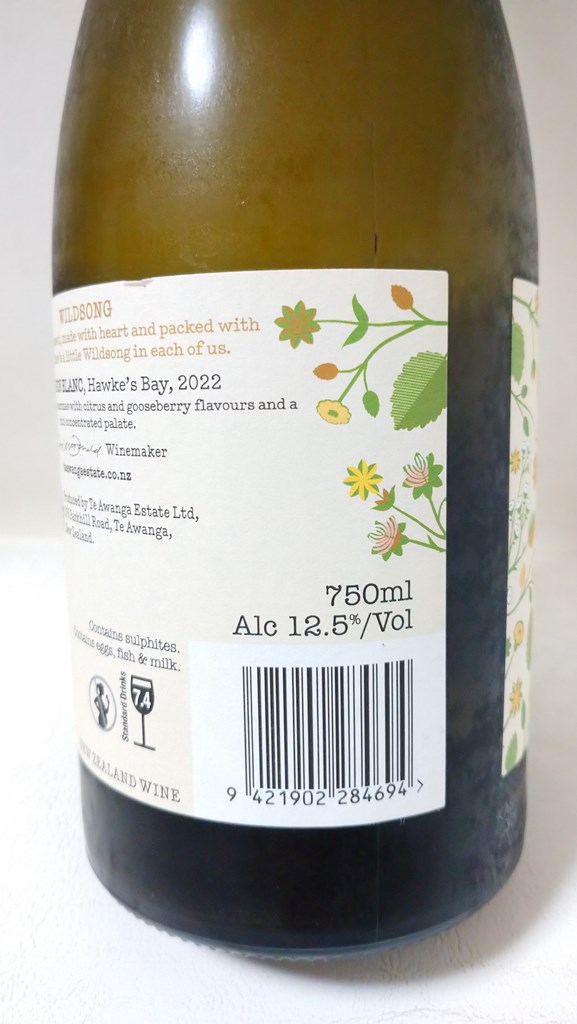 WILDSONG
made with heart and packed with
little Wildsong in each of us.
BLANC, Hawke's Bay, 2022
with citrus and gooseberry flavours and a
concentrated palate.
Winemaker
awangaestate.co.nz
Produced by Te Awanga Estate Ltd,
Parkhill Road, Te Awanga,
Zealand.
750ml
Alc 12.5%/Vol
Contains sulphites.
Contains eggs, fish & milk.
Standard Drinks
7.4
NEW ZEALAND WINE
9 421902 284694 >